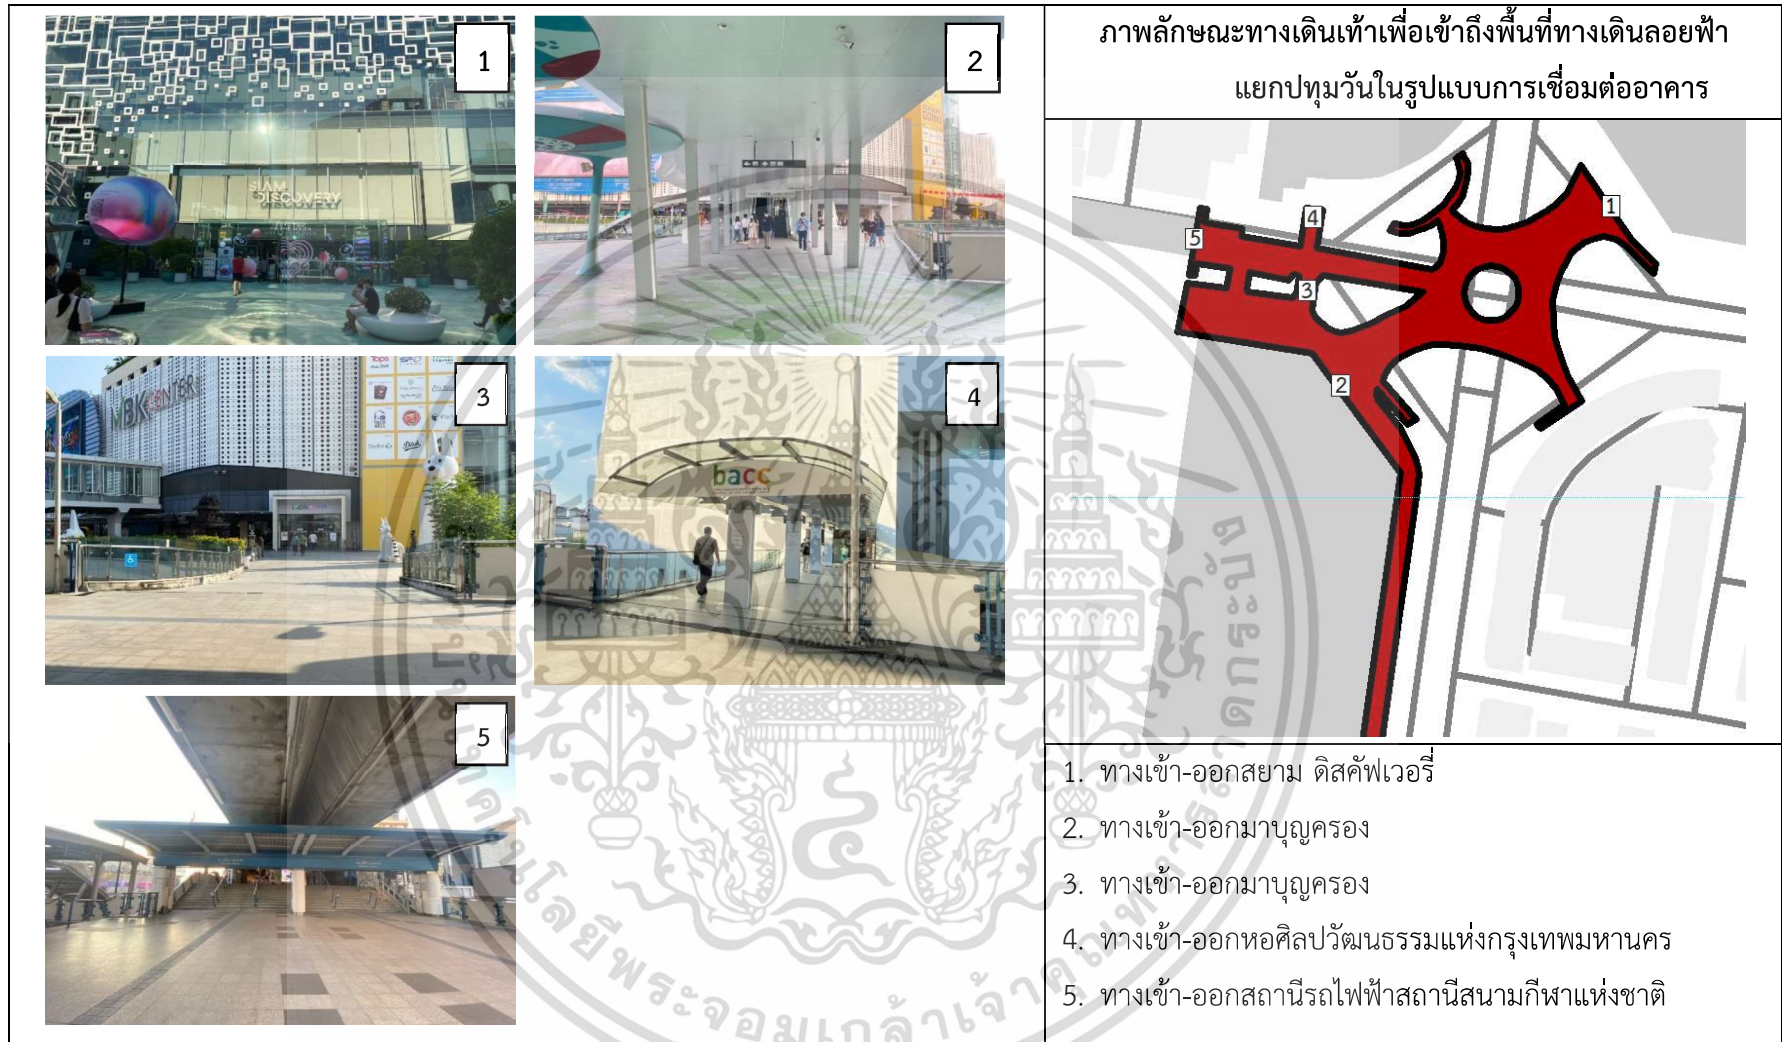 1
SIAM
DISCOVERY
2
3
MBK CENTER
Tops
4
bacc
5
ภาพลักษณะทางเดินเท้าเพื่อเข้าถึงพื้นที่ทางเดินลอยฟ้า
แยกปทุมวันในรูปแบบการเชื่อมต่ออาคาร
1
4
5
3
2
1. ทางเข้า-ออกสยาม ดิสคัฟเวอรี่
2. ทางเข้า-ออกมาบุญครอง
3. ทางเข้า-ออกมาบุญครอง
4. ทางเข้า-ออกหอศิลปวัฒนธรรมแห่งกรุงเทพมหานคร
5. ทางเข้า-ออกสถานีรถไฟฟ้าสถานีสนามกีฬาแห่งชาติ